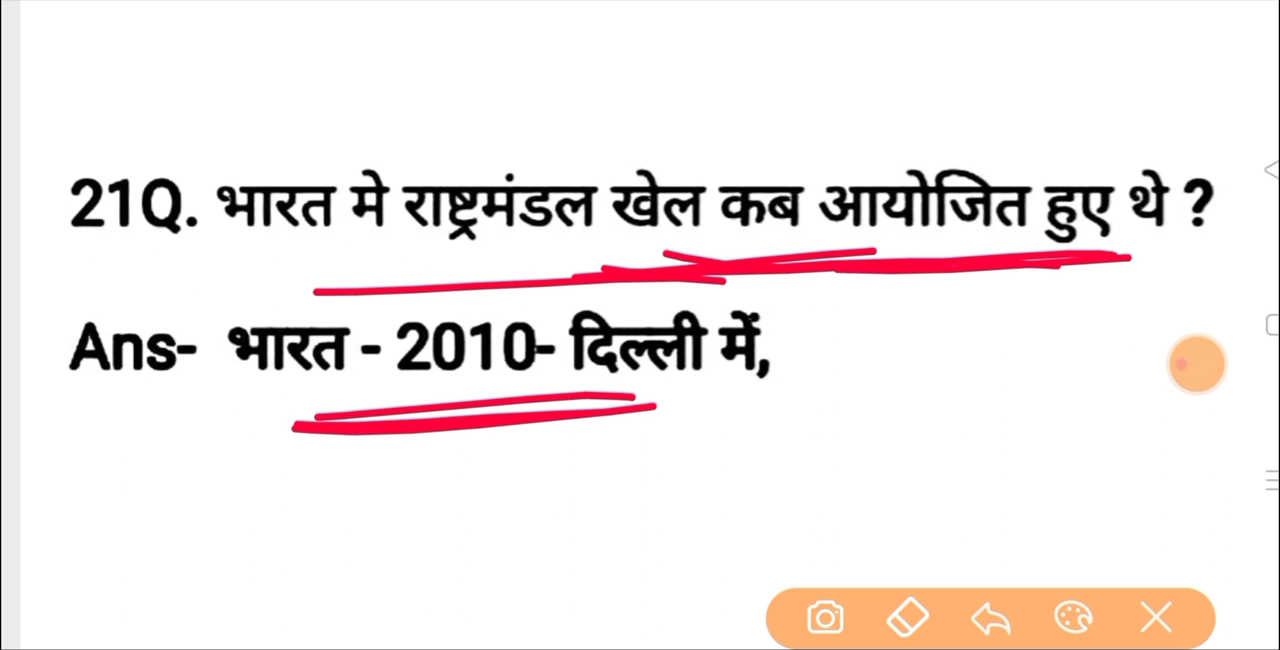 21Q. भारत मे राष्ट्रमंडल खेल कब आयोजित हुए थे ?
Ans- भारत - 2010- दिल्ली में,